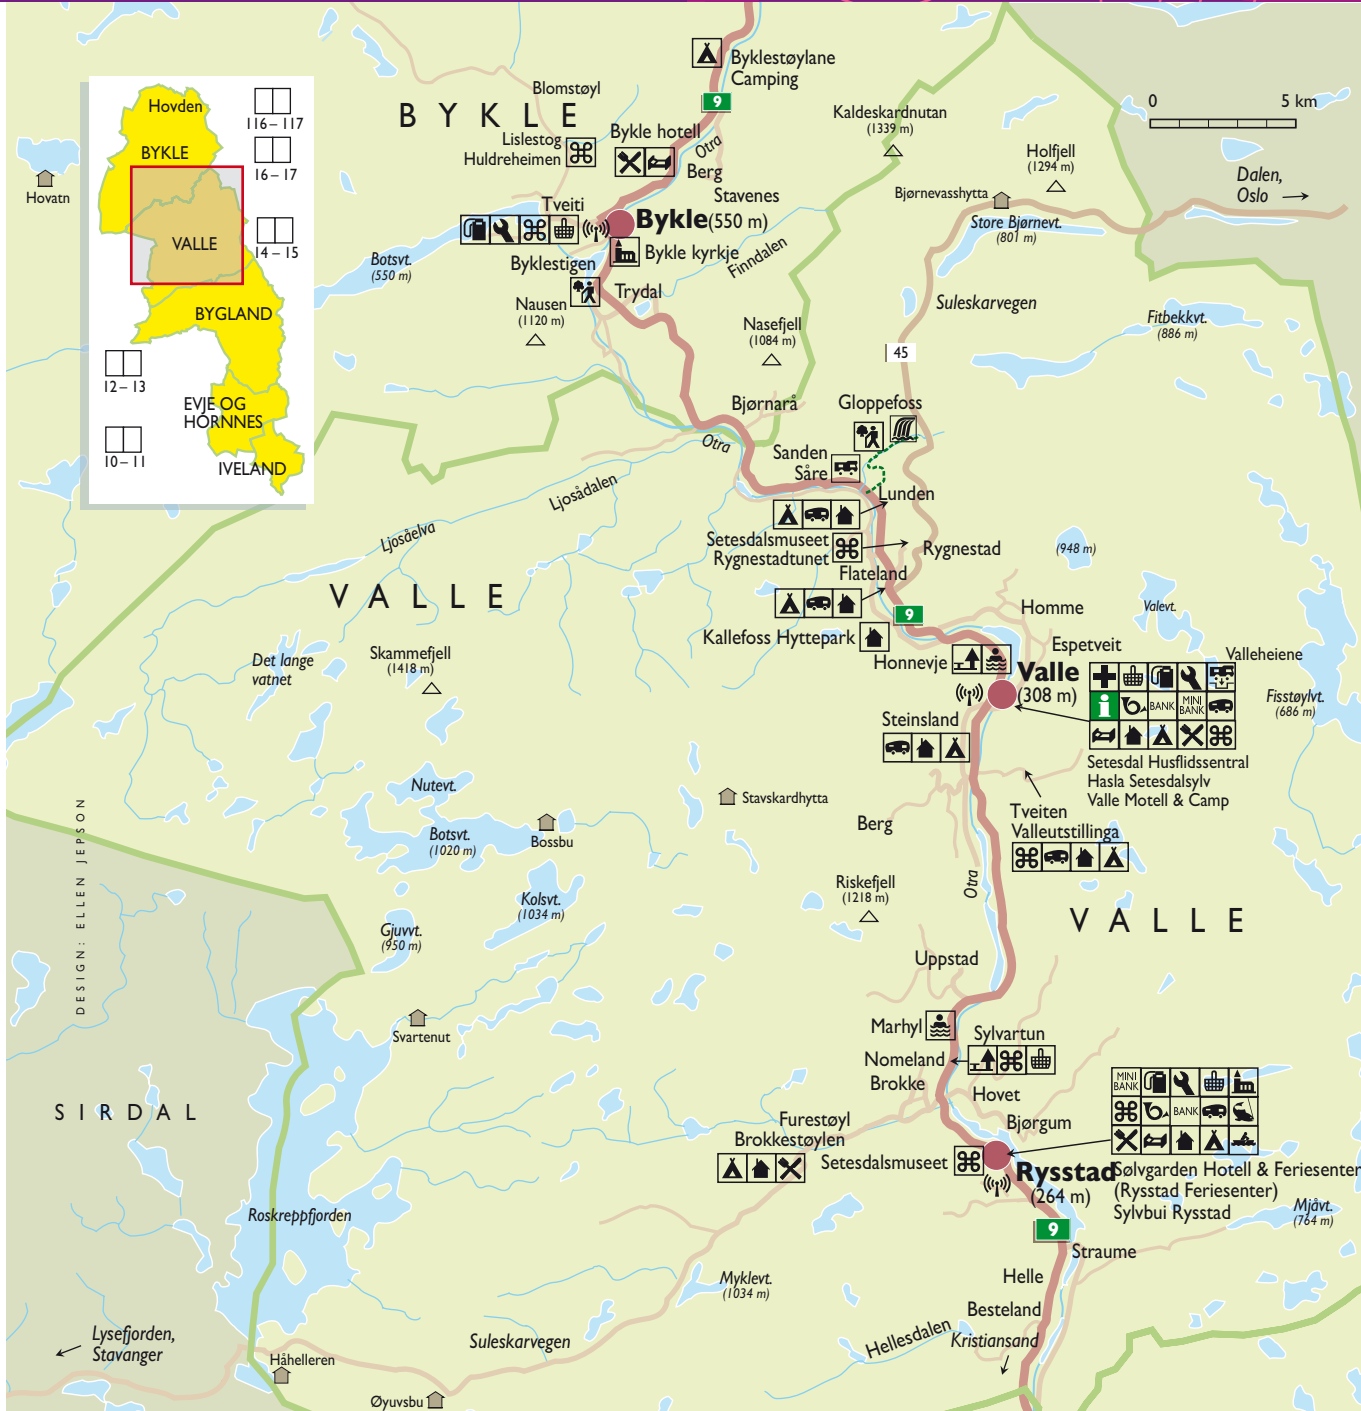 Byklestøylane
Camping
9
Blomstøyl
B Y K L E
Lislestog
Huldreheimen
Bykle hotell
Otra
Berg
Stavenes
Kaldeskardnutan
(1339 m)
0 5 km
Holfjell
(1294 m)
Dalen,
Oslo
Bjørnevasshytta
Store Bjørnevt.
(801 m)
Hovden
BYKLE
VALLE
BYGLAND
EVJE OG
HORNNES
IVELAND
116–117
16–17
14–15
12–13
10–11
Hovatn
Tveiti
Bykle(550 m)
Bykle kyrkje
Finndalen
Botsvt.
(550 m)
Byklestigen
Trydal
Nausen
(1120 m)
Nasefjell
(1084 m)
Suleskarvegen
Fitbekkvt.
(886 m)
45
Bjørnarå
Gloppefoss
Otra
Sanden
Såre
Lunden
Ljosådalen
Ljosåelva
Setesdalsmuseet
Rygnestadtunet
Rygnestad
(948 m)
Flateland
V A L L E
9
Homme
Valevt.
Kallefoss Hyttepark
Espetveit
Honnevje
Valle
(308 m)
Valleheiene
Fisstøylvt.
(686 m)
BANK
MINI
BANK
Det lange
vatnet
Skammefjell
(1418 m)
Steinsland
Setesdal Husflidssentral
Hasla Setesdalsylv
Valle Motell & Camp
Nutevt.
Stavskardhytta
Tveiten
Valleutstillinga
Berg
Botsvt.
(1020 m)
Bossbu
DESIGN: ELLEN JEPSON
Kolsvt.
(1034 m)
Riskefjell
(1218 m)
Otra
V A L L E
Gjuvvt.
(950 m)
Uppstad
Svartenut
Marhyl
Sylvartun
Nomeland
Brokke
Hovet
MINI
BANK
BANK
S I R D A L
Furestøyl
Brokkestøylen
Bjørgum
Setesdalsmuseet
Rysstad
(264 m)
Sølvgarden Hotell & Feriesenter
(Rysstad Feriesenter)
Sylvbui Rysstad
Mjåvt.
(764 m)
Roskreppfjorden
9
Straume
Helle
Myklevt.
(1034 m)
Besteland
Hellesdalen
Kristiansand
Lysefjorden,
Stavanger
Suleskarvegen
Håhelleren
Øyuvsbu